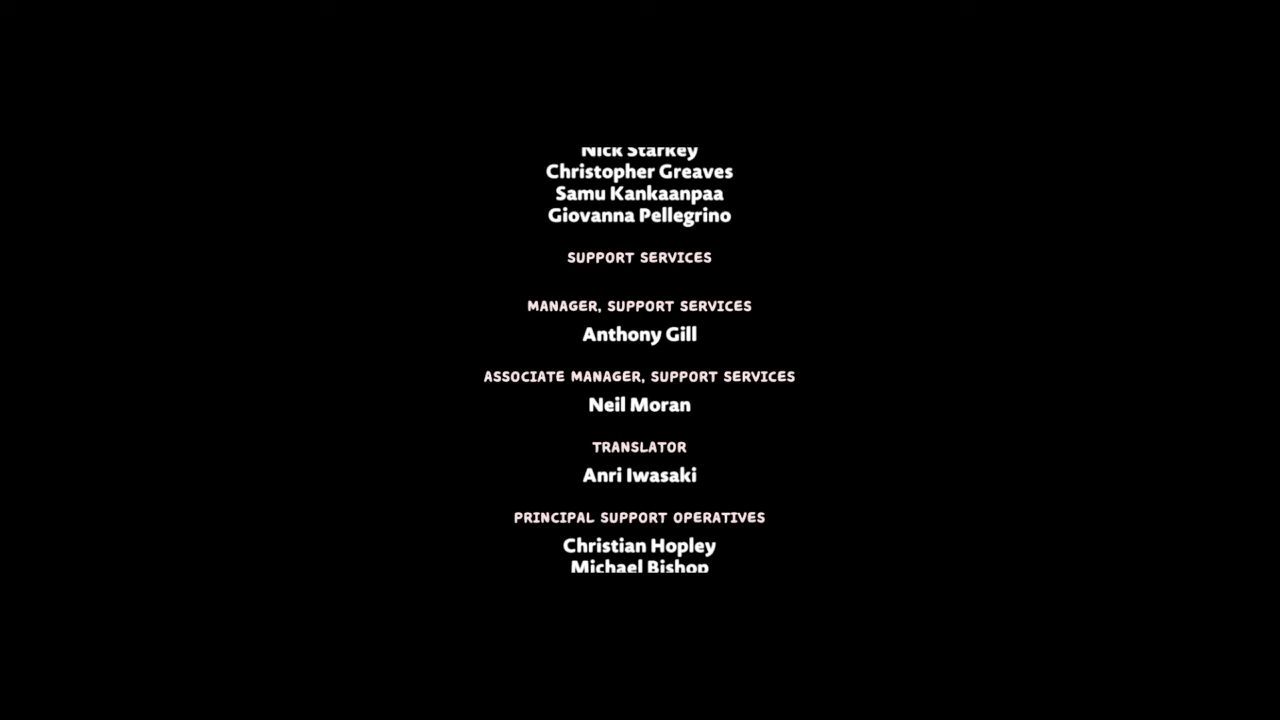 Nick Starkey
Christopher Greaves
Samu Kankaanpaa
Giovanna Pellegrino
SUPPORT SERVICES
MANAGER, SUPPORT SERVICES
Anthony Gill
ASSOCIATE MANAGER, SUPPORT SERVICES
Neil Moran
TRANSLATOR
Anri Iwasaki
PRINCIPAL SUPPORT OPERATIVES
Christian Hopley
Michael Bishop